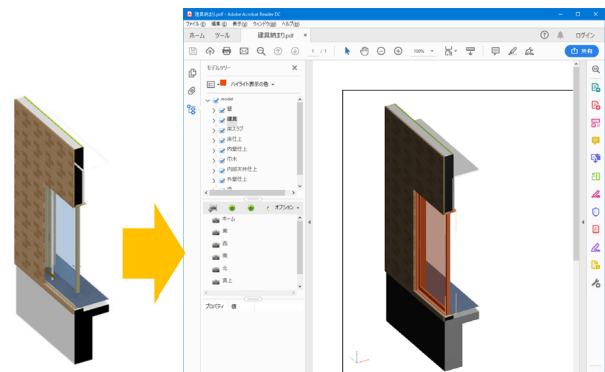 建具納まり.pdf - Adobe Acrobat Reader DC
ファイル(F) 編集(E) 表示(V) ウィンドウ(W) ヘルプ(H)
ホーム ツール 建具納まり.pdf × ログイン
1 / 1 100% 共有
モデルツリー ×
ハイライト表示の色
model
壁
建具
床スラブ
床仕上
内壁仕上
巾木
内部天井仕上
外壁仕上
オプション
ホーム
東
西
南
北
真上
プロパティ 値